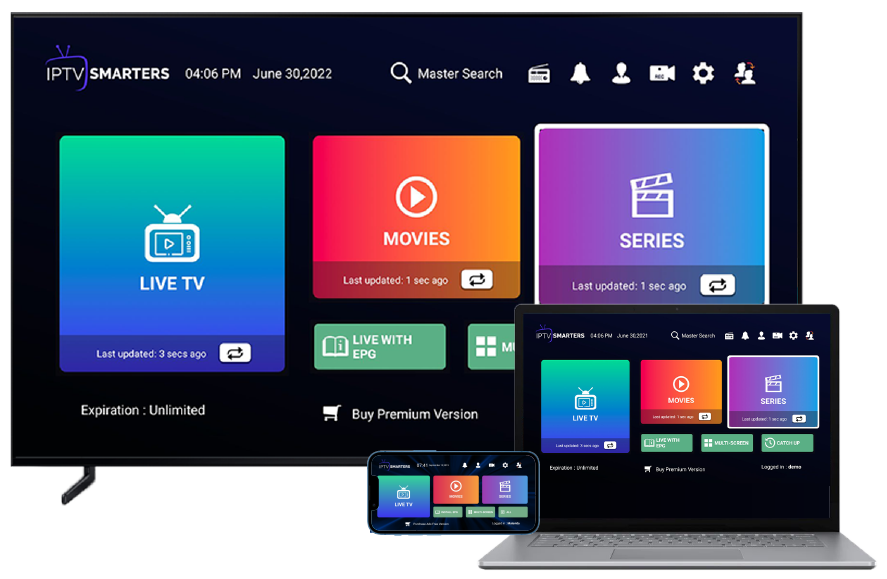 IPTV SMARTERS 04:06 PM June 30,2022 Master Search
REC
LIVE TV
Last updated: 3 secs ago
MOVIES
Last updated: 1 sec ago
SERIES
Last updated: 1 sec ago
LIVE WITH
EPG
MU
Expiration : Unlimited
Buy Premium Version
IPTV SMARTERS 04:06 PM June 30,2021 Master Search
LIVE TV
Last updated: 3 secs ago
MOVIES
Last updated: 1 sec ago
SERIES
Last updated: 1 sec ago
LIVE WITH
EPG
MULTI-SCREEN
CATCH UP
Expiration : Unlimited
Buy Premium Version
Logged in : demo
IPTV SMARTERS 07:41
LIVE TV
MOVIES
SERIES